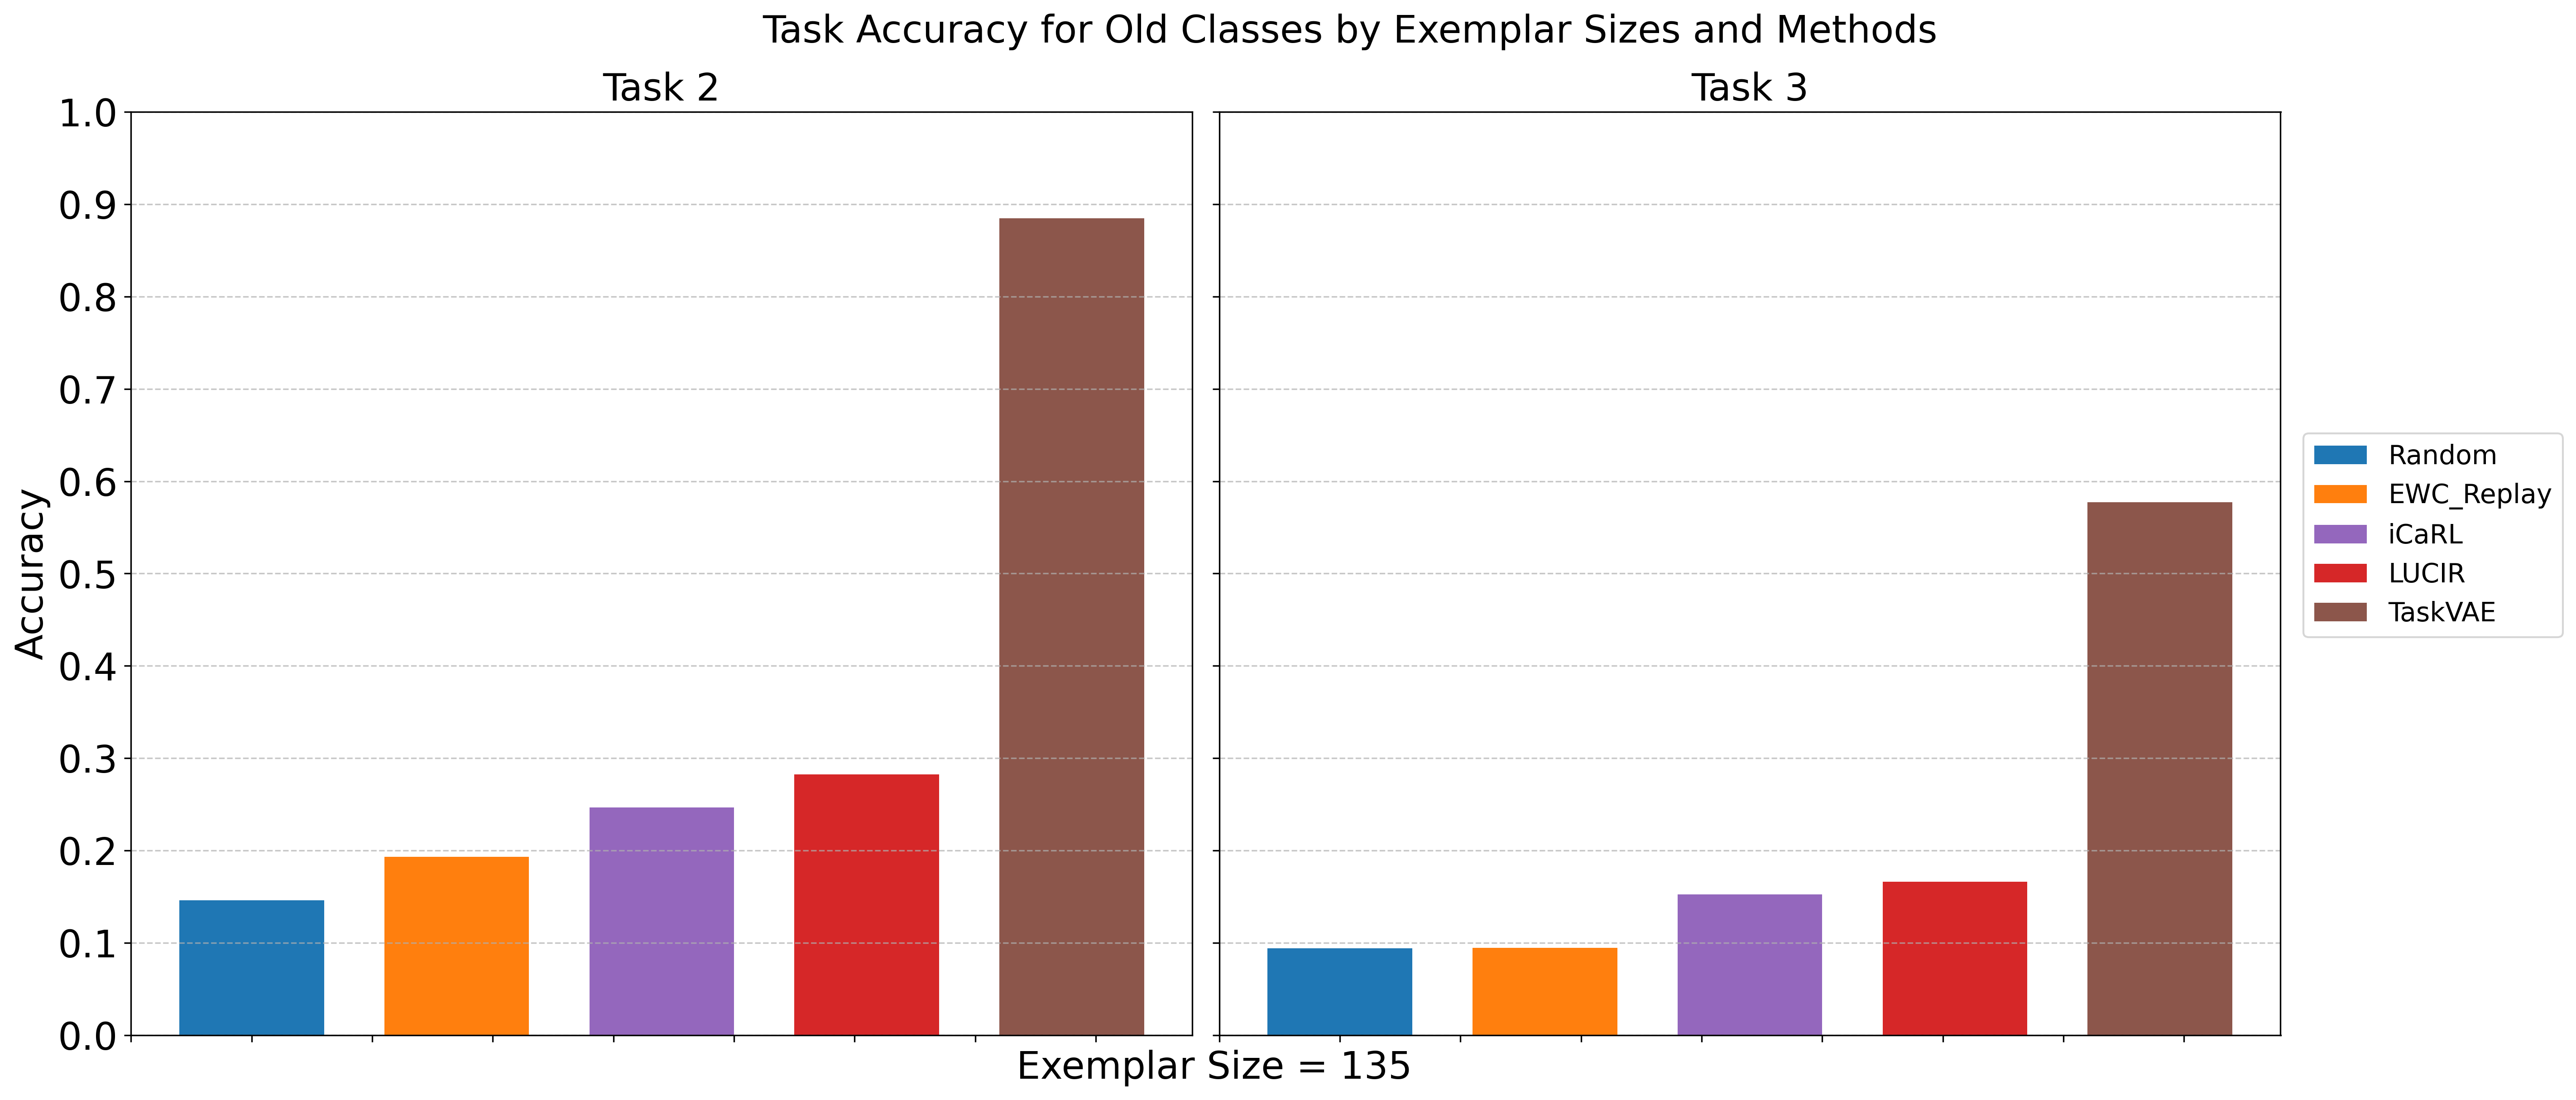 Task Accuracy for Old Classes by Exemplar Sizes and Methods
Task 2
Task 3
1.0
0.9
0.8
0.7
0.6
0.5
0.4
0.3
0.2
0.1
0.0
Accuracy
Exemplar Size = 135
Random
EWC_Replay
iCaRL
LUCIR
TaskVAE